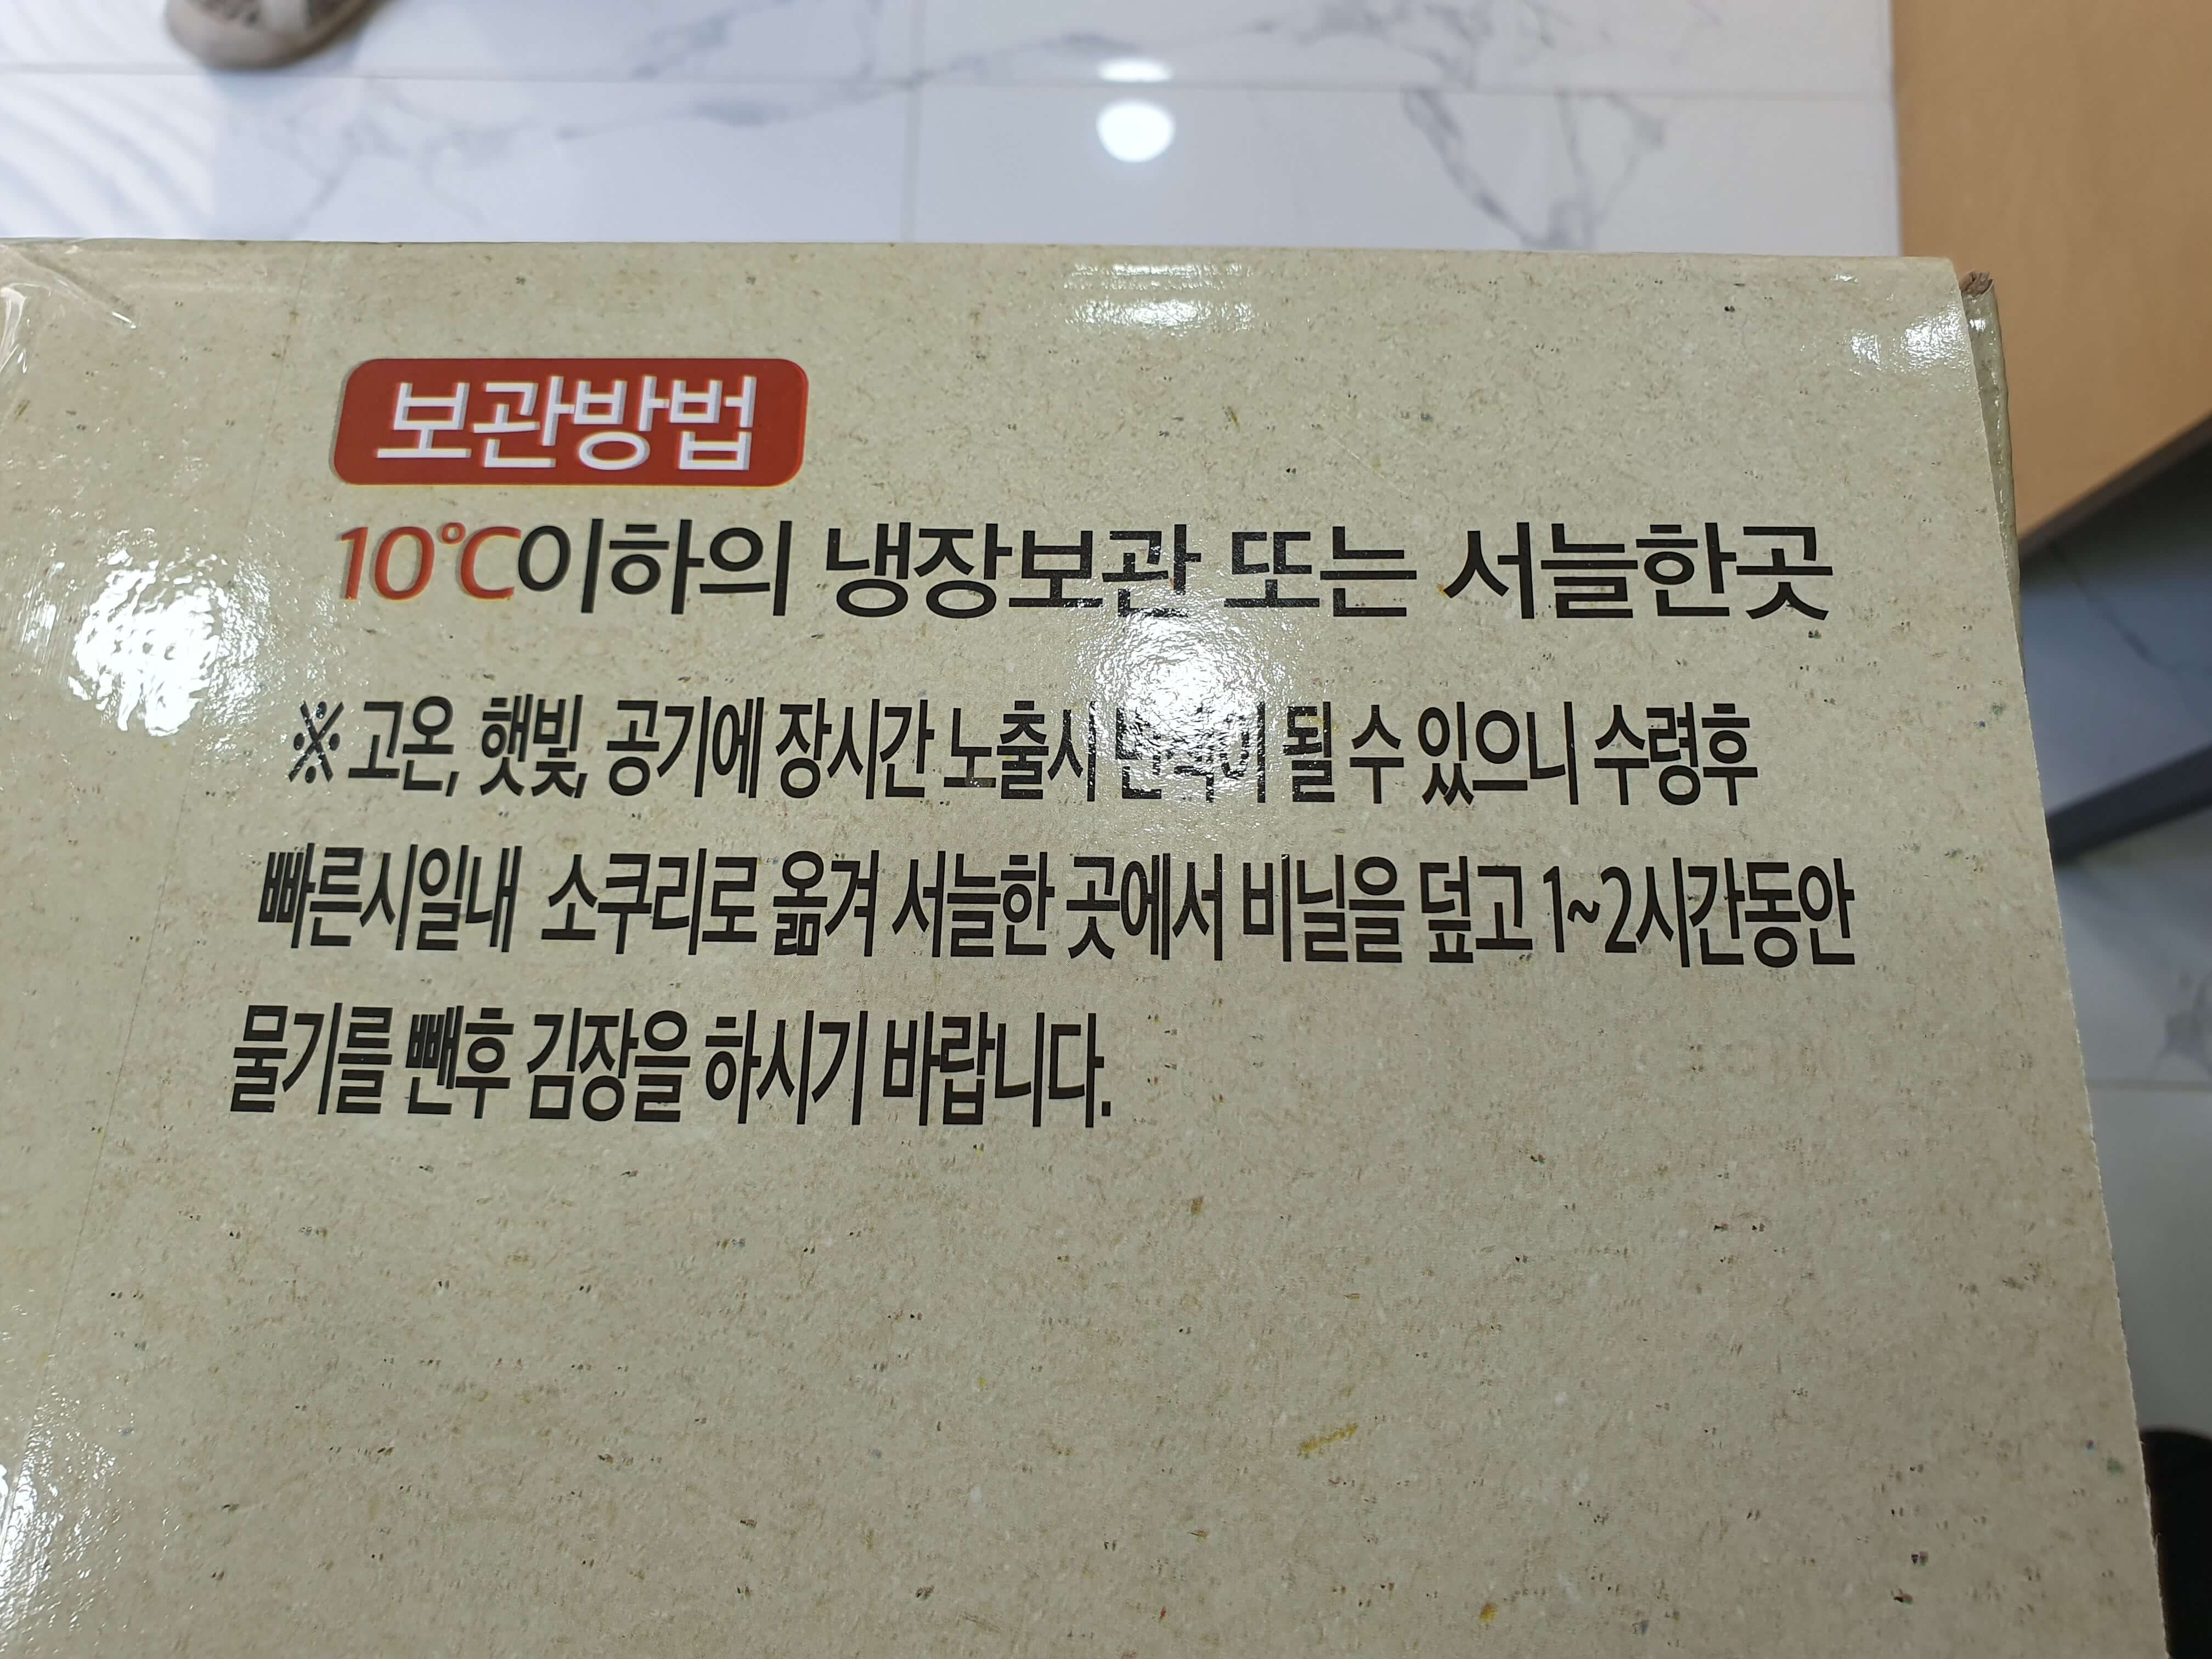 보관방법
10℃이하의 냉장보관 또는 서늘한곳
※ 고온, 햇빛, 공기에 장시간 노출시 될 수 있으니 수령후
빠른시일내 소쿠리로 옮겨 서늘한 곳에서 비닐을 덮고 1~2시간동안
물기를 뺀후 김장을 하시기 바랍니다.